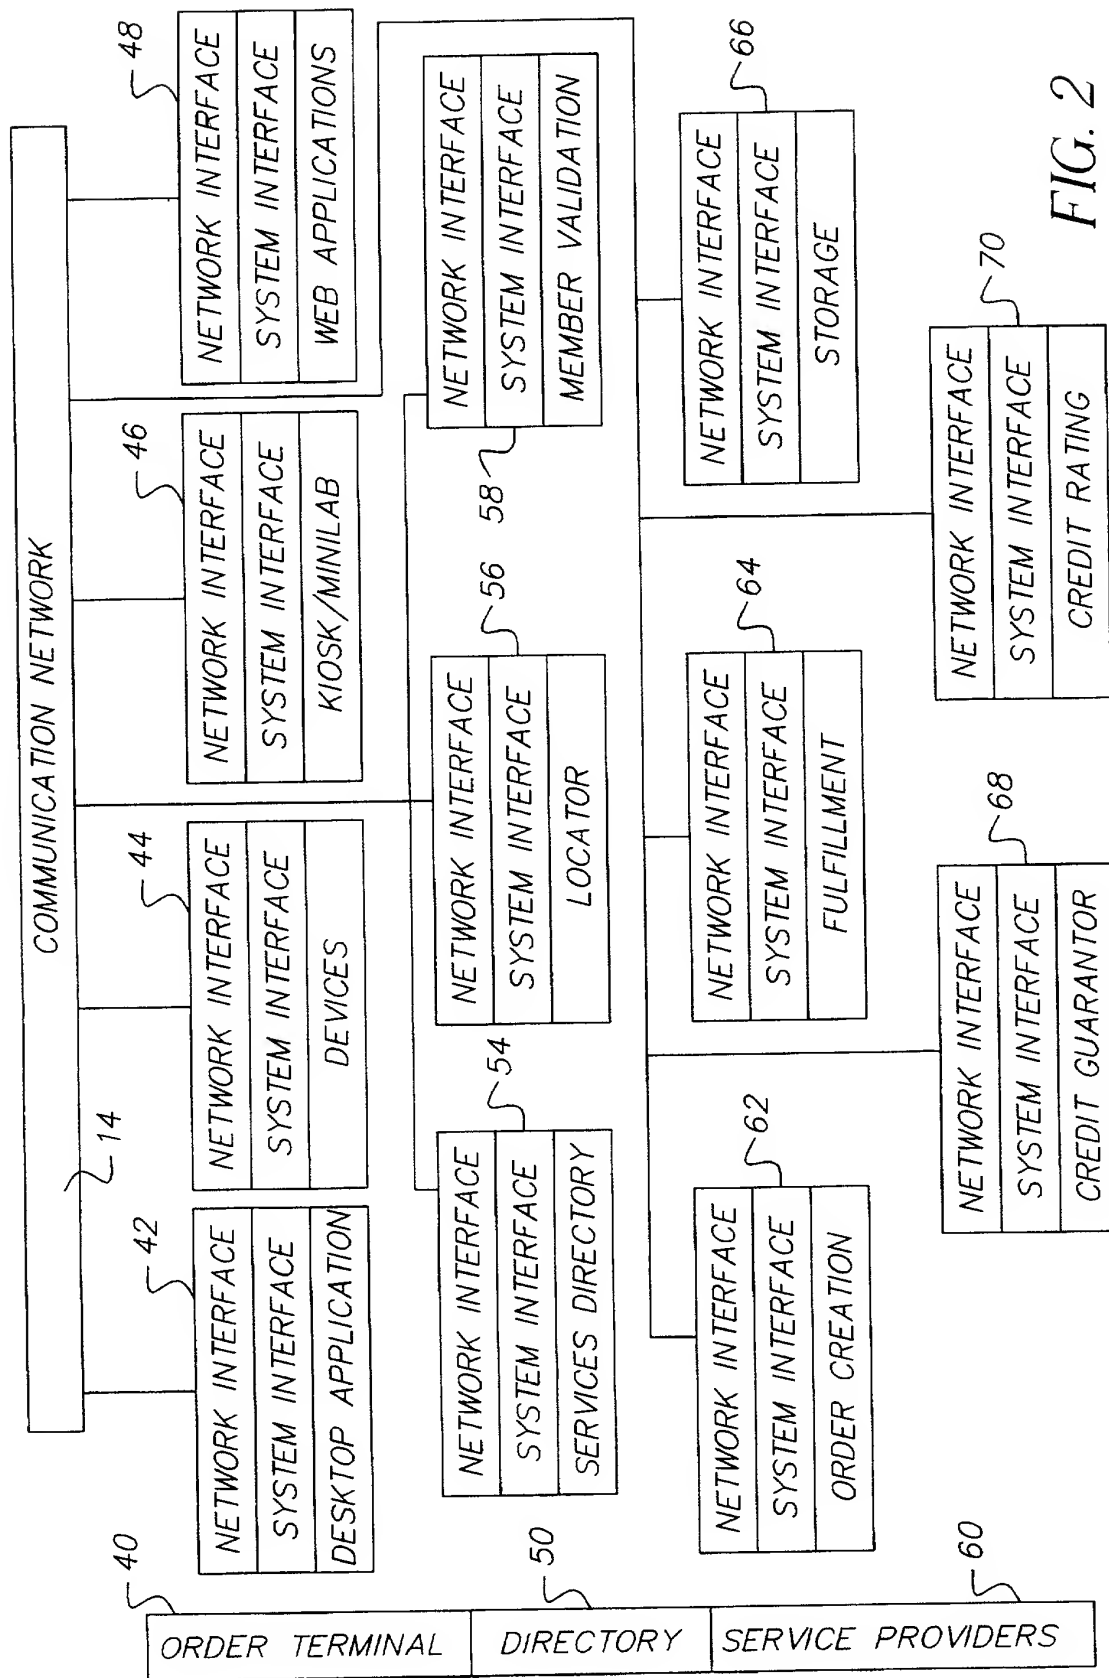 COMMUNICATION NETWORK
14
40
42
44
46
48
NETWORK INTERFACE
SYSTEM INTERFACE
DESKTOP APPLICATION
NETWORK INTERFACE
SYSTEM INTERFACE
DEVICES
NETWORK INTERFACE
SYSTEM INTERFACE
KIOSK/MINILAB
NETWORK INTERFACE
SYSTEM INTERFACE
WEB APPLICATIONS
ORDER TERMINAL
50
54
56
58
NETWORK INTERFACE
SYSTEM INTERFACE
SERVICES DIRECTORY
NETWORK INTERFACE
SYSTEM INTERFACE
LOCATOR
NETWORK INTERFACE
SYSTEM INTERFACE
MEMBER VALIDATION
DIRECTORY
60
62
64
66
NETWORK INTERFACE
SYSTEM INTERFACE
ORDER CREATION
NETWORK INTERFACE
SYSTEM INTERFACE
FULFILLMENT
NETWORK INTERFACE
SYSTEM INTERFACE
STORAGE
SERVICE PROVIDERS
68
70
NETWORK INTERFACE
SYSTEM INTERFACE
CREDIT GUARANTOR
NETWORK INTERFACE
SYSTEM INTERFACE
CREDIT RATING
FIG. 2